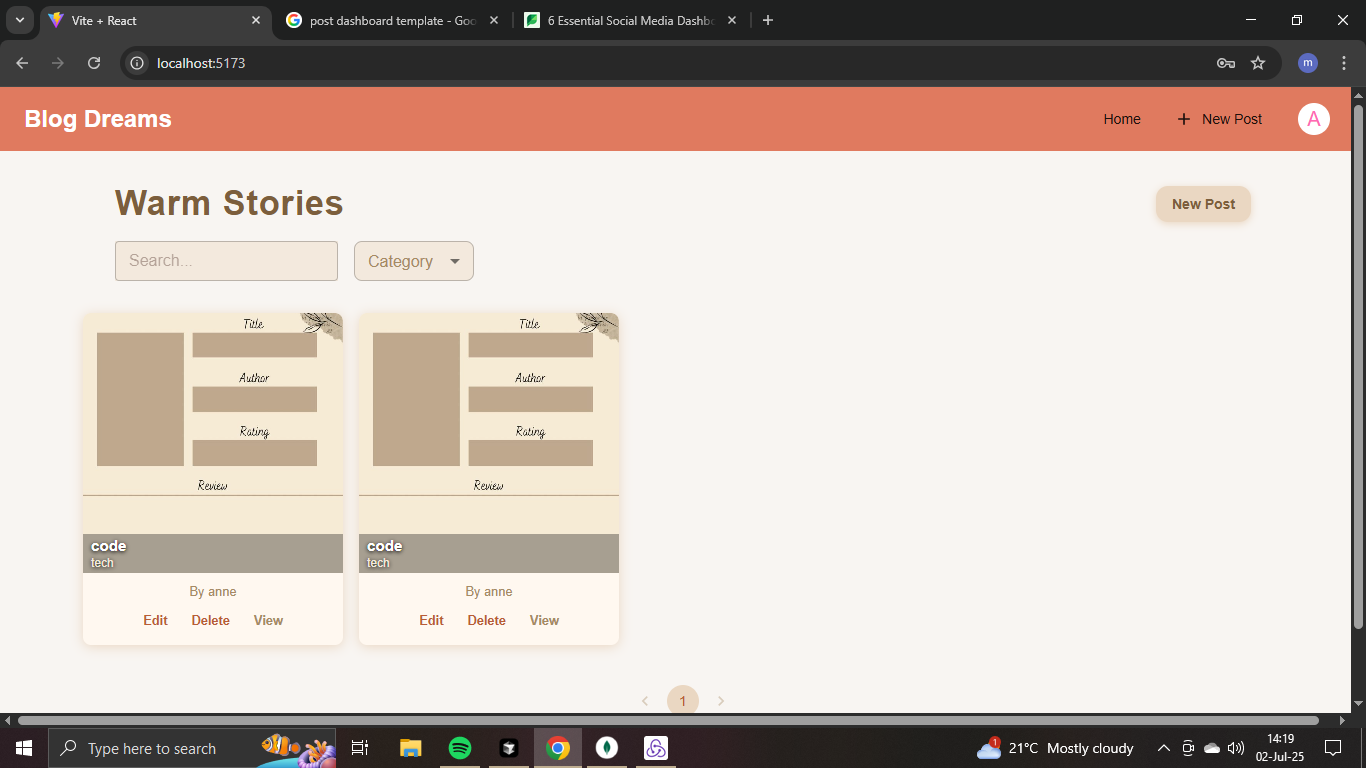 Vite + React
post dashboard template - Goo
6 Essential Social Media Dashbo
localhost:5173
m
Blog Dreams
Home
New Post
A
Warm Stories
New Post
Search...
Category
Title
Author
Rating
Review
code
tech
By anne
Edit Delete View
Title
Author
Rating
Review
code
tech
By anne
Edit Delete View
1
Type here to search
1
21°C Mostly cloudy
14:19
02-Jul-25